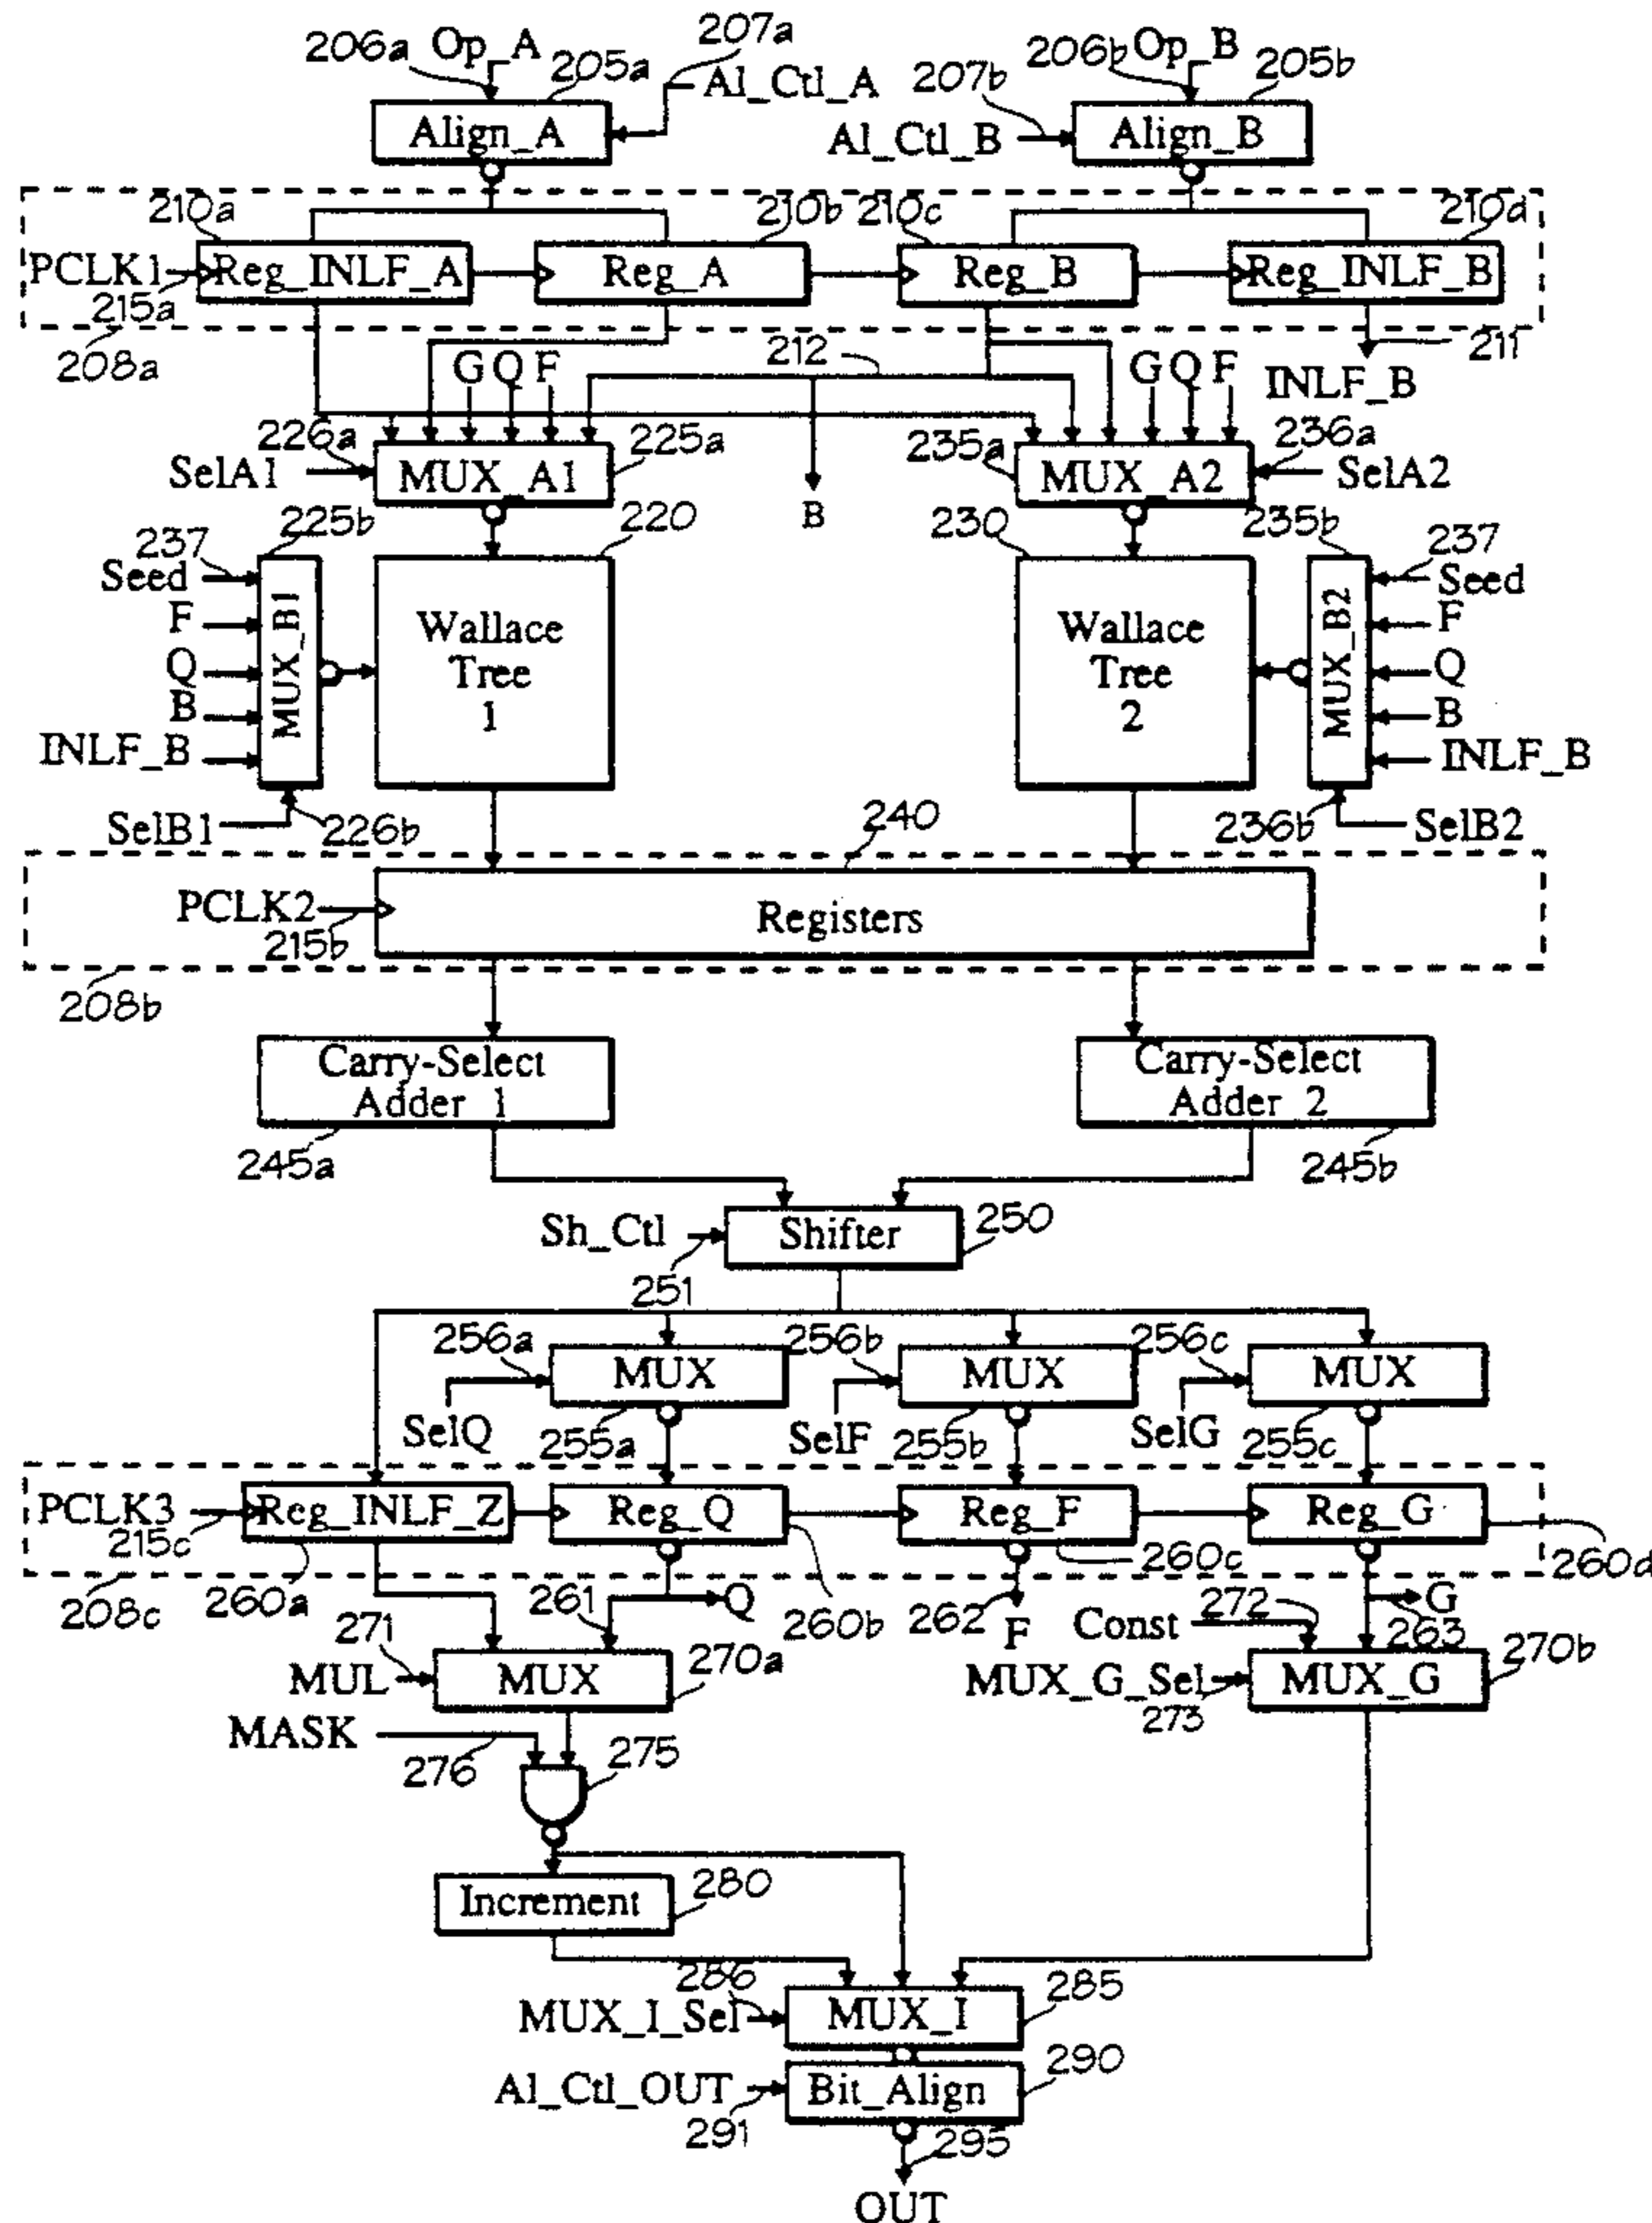 206a Op_A 207a 206b Op_B
205a Al_Ctl_A 207b 205b
Align_A Al_Ctl_B Align_B
210a 210b 210c 210d
PCLK1 Reg_INLF_A Reg_A Reg_B Reg_INLF_B
215a
208a G Q F 212 G Q F 211
INLF_B
226a 225a 235a 236a
SelA1 MUX_A1 MUX_A2 SelA2
B
225b 220 230 235b
237 237
Seed Seed
F MUX_B1 Wallace Wallace MUX_B2 F
Q Tree Tree Q
B 1 2 B
INLF_B INLF_B
SelB1 226b 240 236b SelB2
PCLK2 Registers
215b
208b
Carry-Select Carry-Select
Adder_1 Adder_2
245a 245b
Sh_Ctl Shifter 250
251
256a 256b 256c
MUX MUX MUX
SelQ 255a SelF 255b SelG 255c
PCLK3 Reg_INLF_Z Reg_Q Reg_F Reg_G
215c
208c 260a 261 Q 260b 262 260c 272 G 260d
271 F Const 263
MUL MUX 270a MUX_G_Sel MUX_G 270b
273
MASK
276 275
Increment 280
286 285
MUX_I_Sel MUX_I
290
Al_Ctl_OUT Bit_Align
291 295
OUT